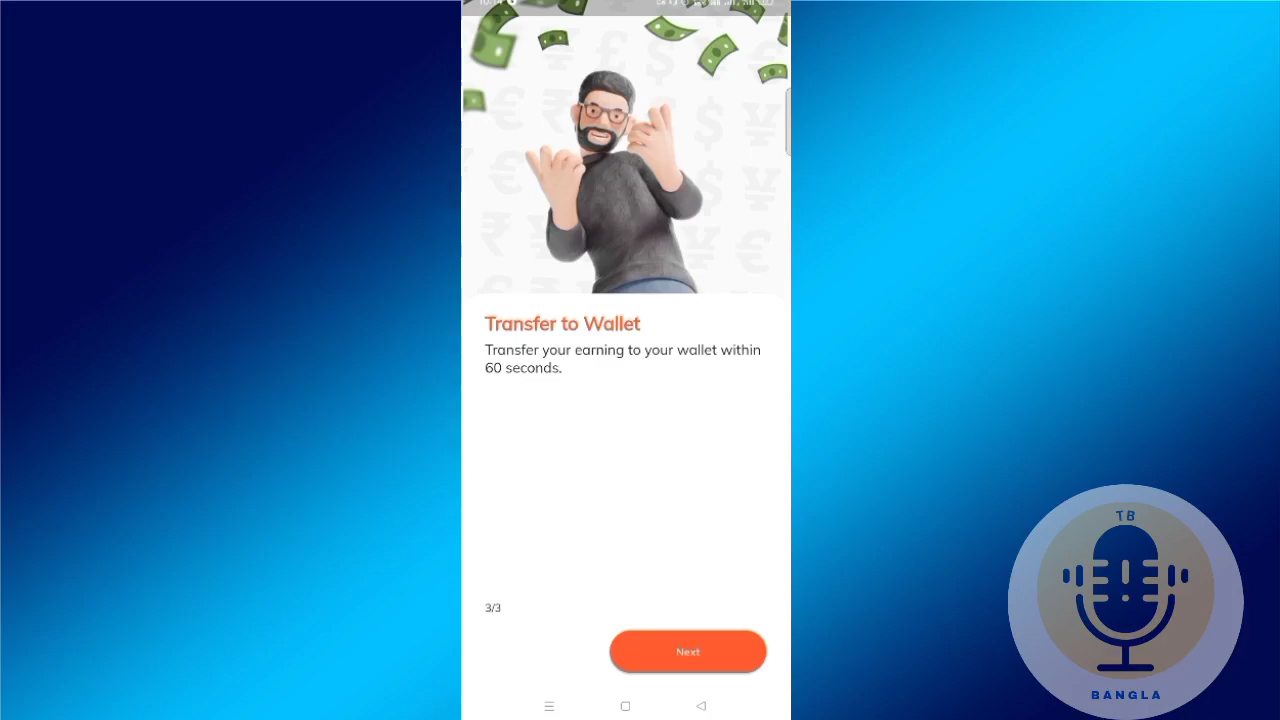 Transfer to Wallet
Transfer your earning to your wallet within
60 seconds.
3/3
Next
TB
BANGLA